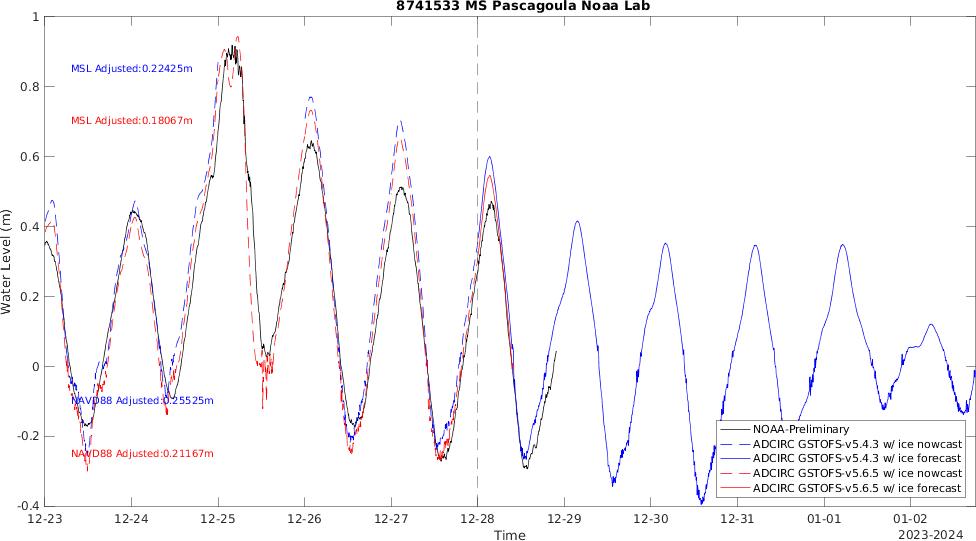 8741533 MS Pascagoula Noaa Lab
Water Level (m)
1
0.8
0.6
0.4
0.2
0
-0.2
-0.4
MSL Adjusted:0.22425m
MSL Adjusted:0.18067m
NAVD88 Adjusted:0.25525m
NAVD88 Adjusted:0.21167m
NOAA-Preliminary
ADCIRC GSTOFS-v5.4.3 w/ ice nowcast
ADCIRC GSTOFS-v5.4.3 w/ ice forecast
ADCIRC GSTOFS-v5.6.5 w/ ice nowcast
ADCIRC GSTOFS-v5.6.5 w/ ice forecast
12-23 12-24 12-25 12-26 12-27 12-28 12-29 12-30 12-31 01-01 01-02
2023-2024
Time